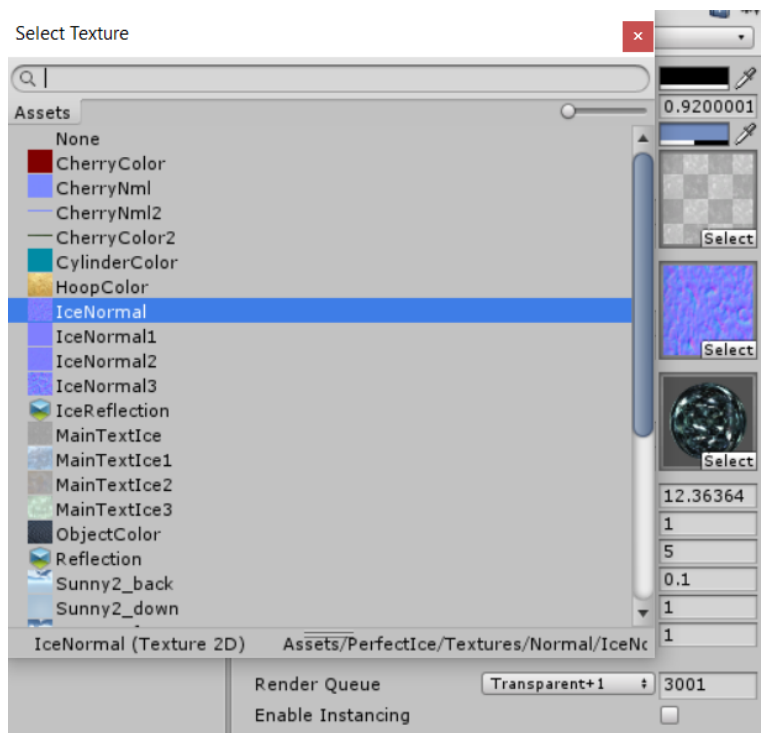 Select Texture
Assets
None
CherryColor
CherryNml
CherryNml2
CherryColor2
CylinderColor
HoopColor
IceNormal
IceNormal1
IceNormal2
IceNormal3
IceReflection
MainTextIce
MainTextIce1
MainTextIce2
MainTextIce3
ObjectColor
Reflection
Sunny2_back
Sunny2_down
IceNormal (Texture 2D) Assets/PerfectIce/Textures/Normal/IceNo
0.9200001
Select
Select
Select
12.36364
1
5
0.1
1
1
Render Queue Transparent+1 3001
Enable Instancing